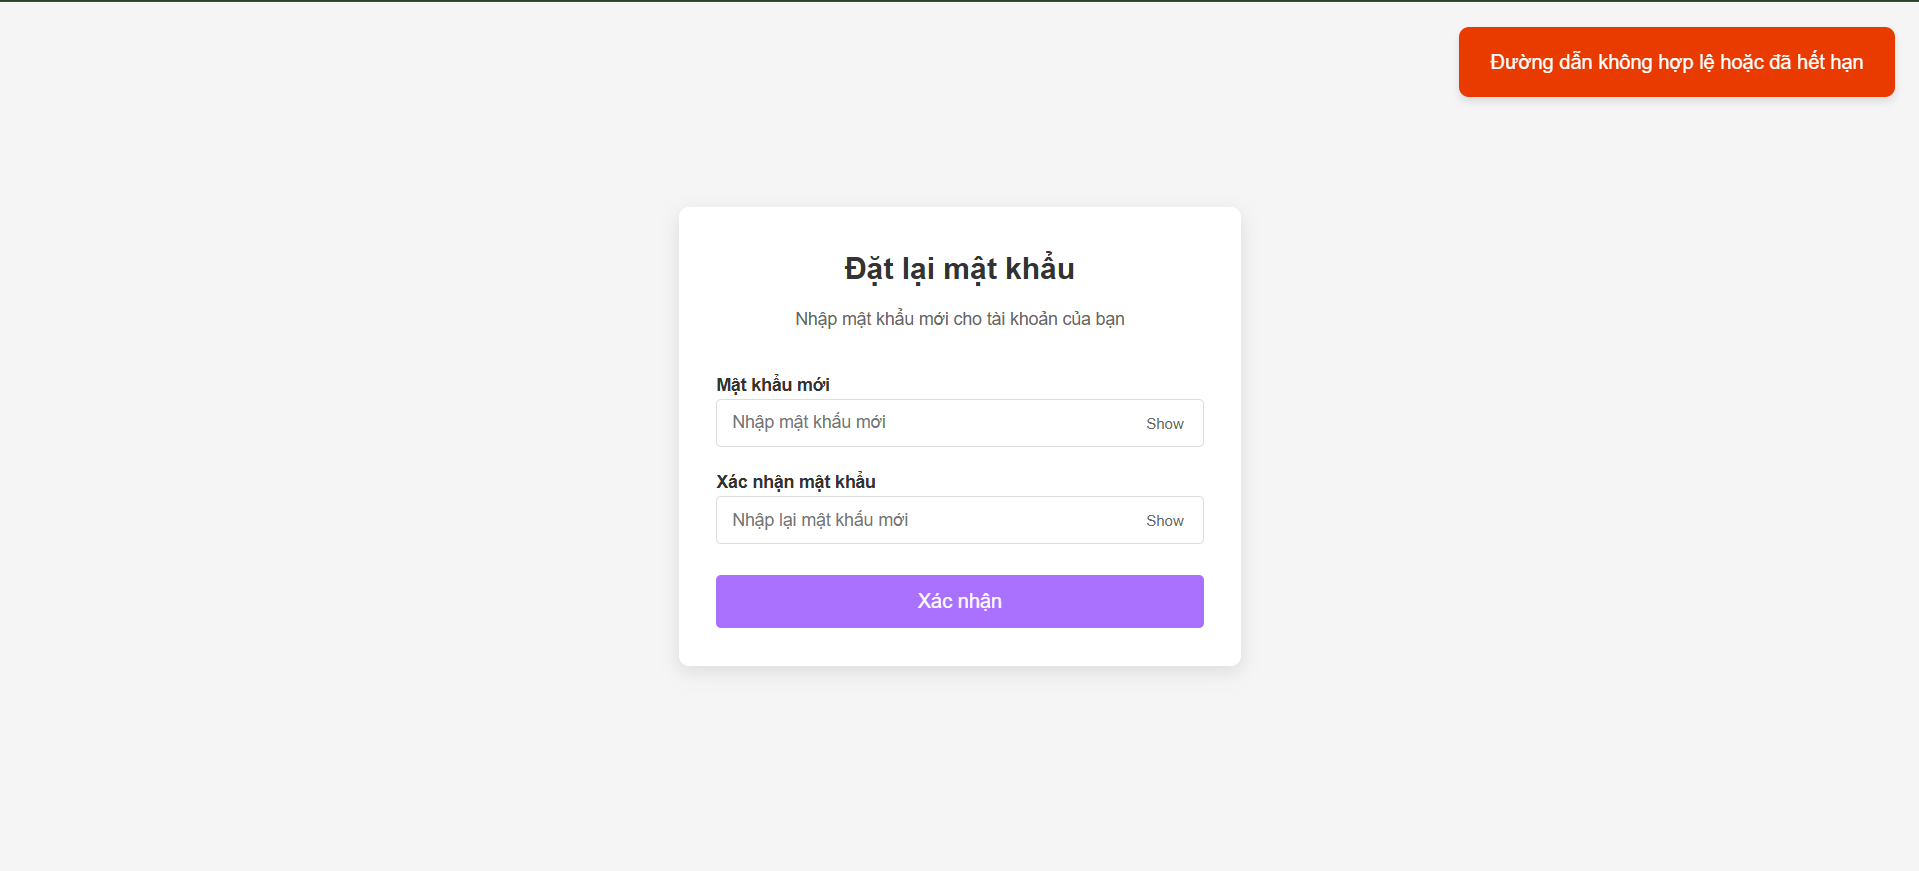 Đường dẫn không hợp lệ hoặc đã hết hạn
Đặt lại mật khẩu
Nhập mật khẩu mới cho tài khoản của bạn
Mật khẩu mới
Nhập mật khẩu mới
Show
Xác nhận mật khẩu
Nhập lại mật khẩu mới
Show
Xác nhận